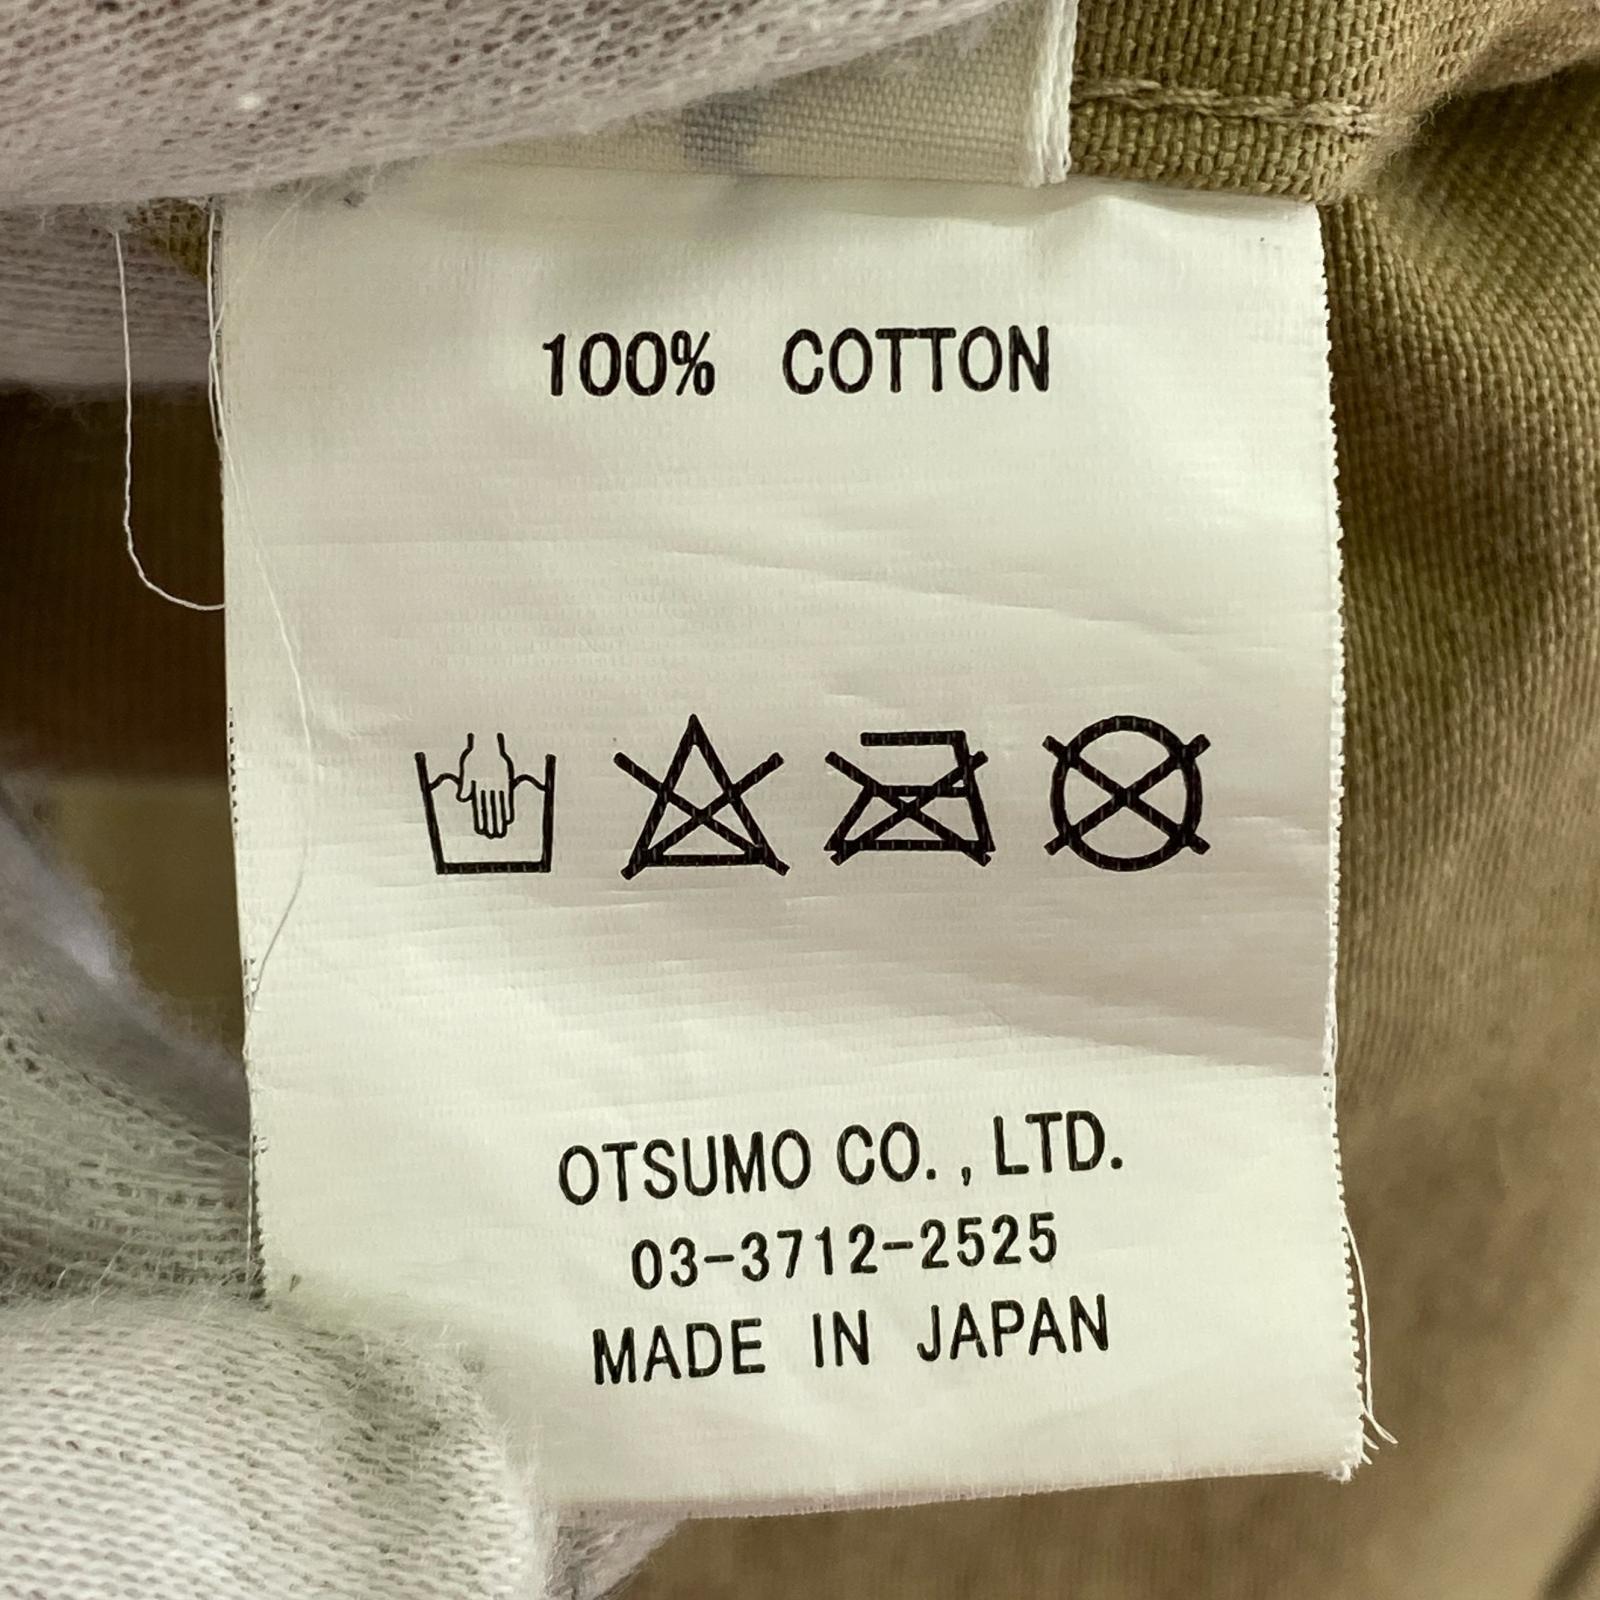 100% COTTON
OTSUMO CO., LTD.
03-3712-2525
MADE IN JAPAN